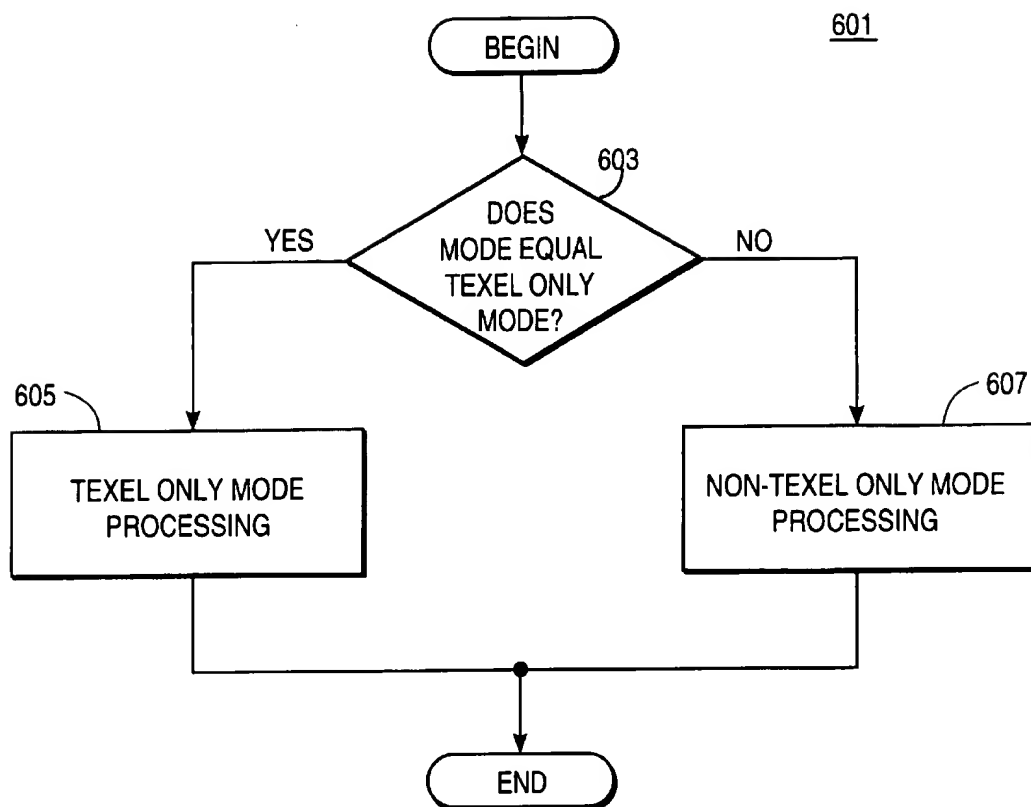 601
BEGIN
603
DOES
MODE EQUAL
TEXEL ONLY
MODE?
YES
NO
605
607
TEXEL ONLY MODE
PROCESSING
NON-TEXEL ONLY MODE
PROCESSING
END